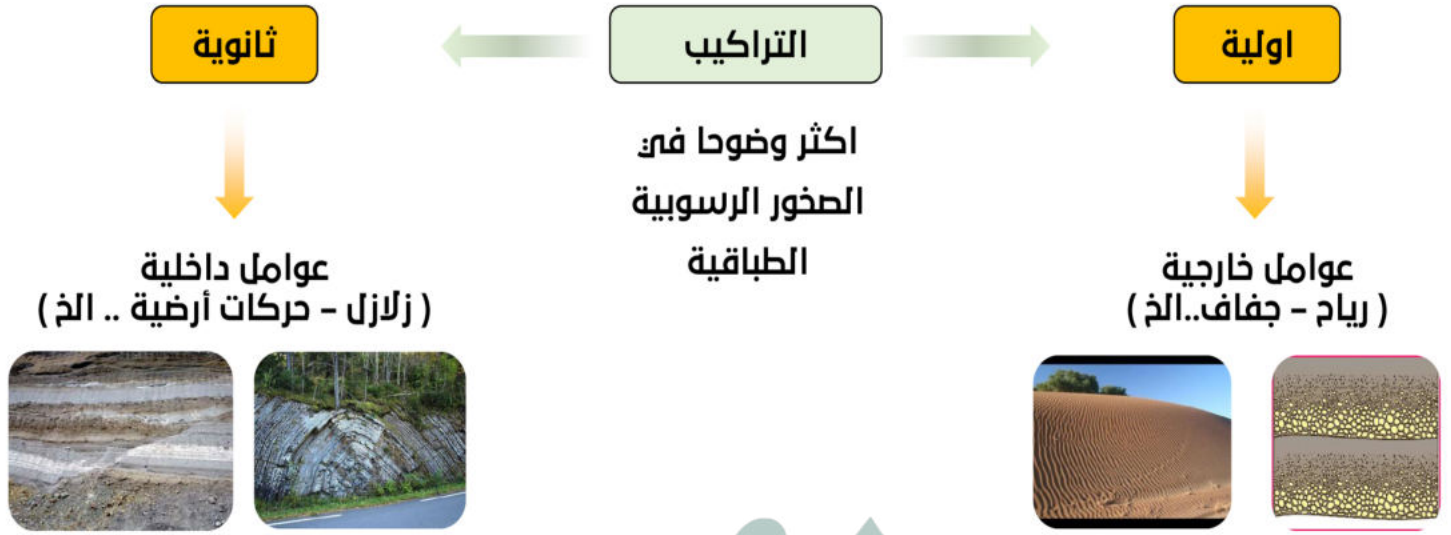 اولية
التراكيب
ثانوية
اكثر وضوحا في
الصخور الرسوبية
الطباقية
عوامل خارجية
( رياح – جفاف..الخ )
عوامل داخلية
( زلازل – حركات أرضية .. الخ )